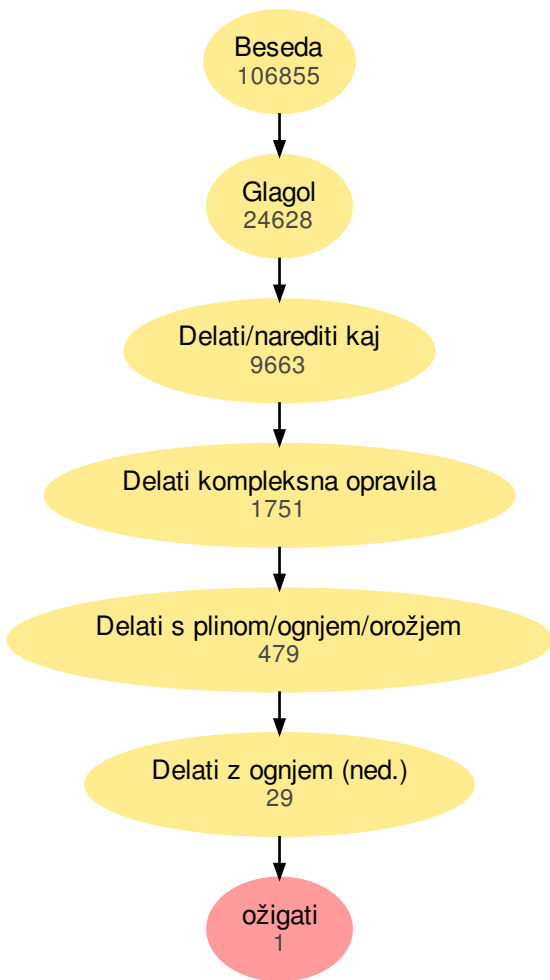 Beseda
106855
Glagol
24628
Delati/narediti kaj
9663
Delati kompleksna opravila
1751
Delati s plinom/ognjem/orožjem
479
Delati z ognjem (ned.)
29
ožigati
1